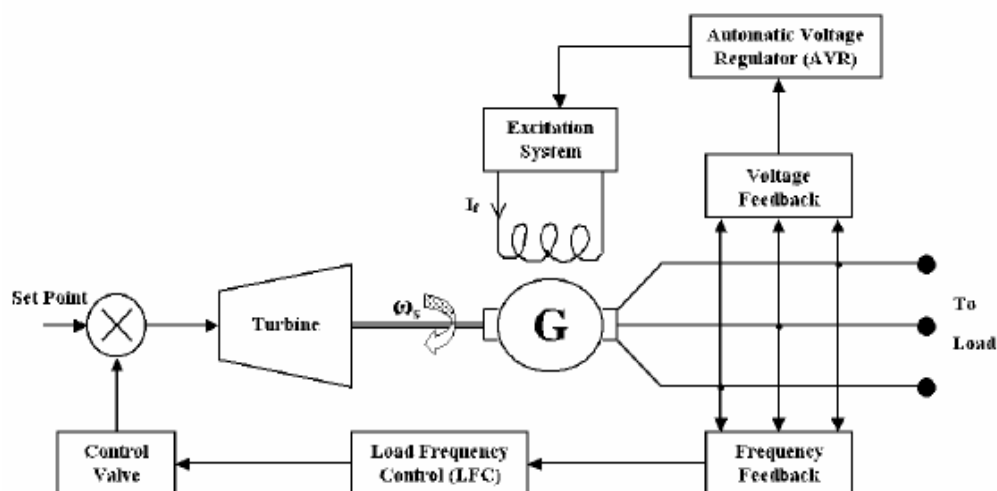 Automatic Voltage
Regulator (AVR)
Excitation
System
Voltage
Feedback
If
Set Point
Turbine
ωs
G
To
Load
Control
Valve
Load Frequency
Control (LFC)
Frequency
Feedback